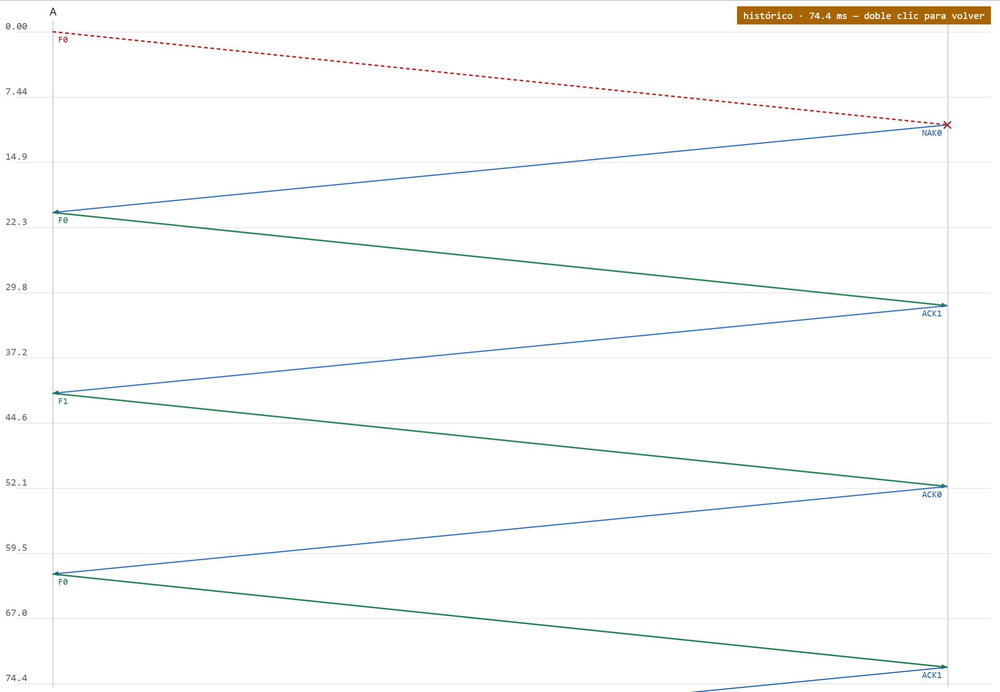 A
histórico · 74.4 ms — doble clic para volver
0.00
F0
7.44
NAK0
14.9
F0
22.3
29.8
ACK1
37.2
F1
44.6
52.1
ACK0
59.5
F0
67.0
74.4
ACK1